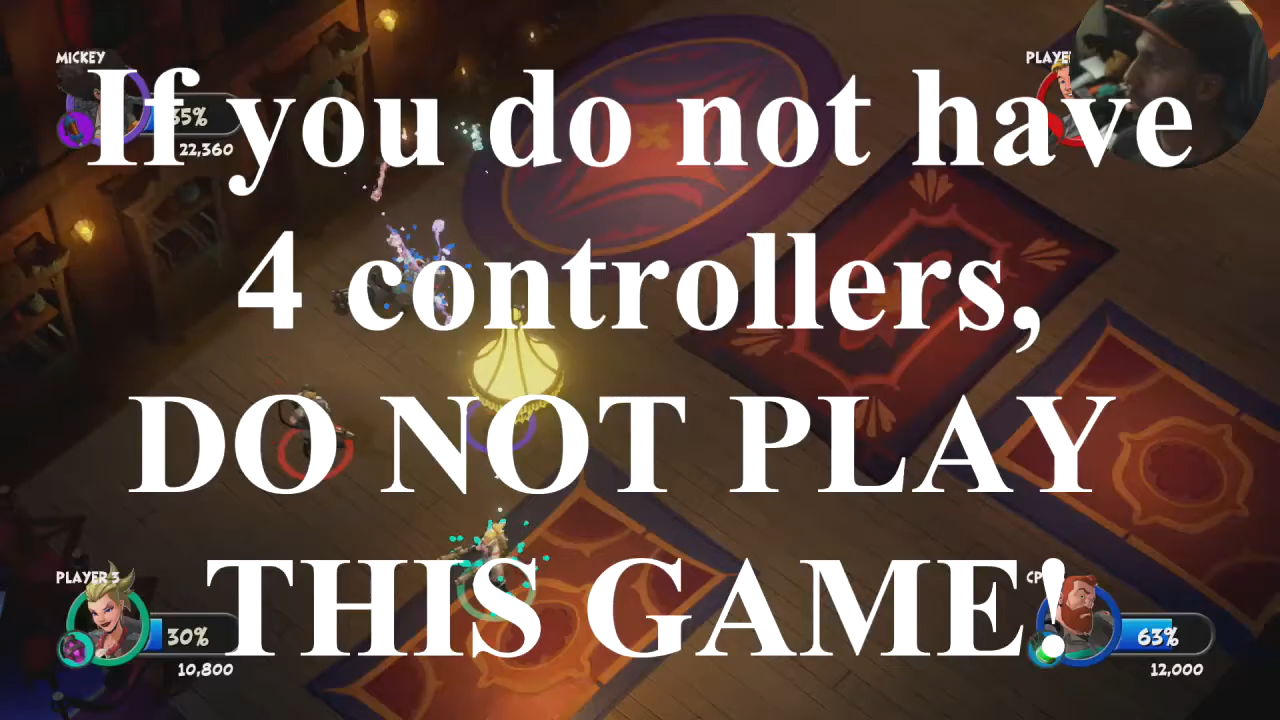 MICKEY
PLAYE
If you do not have
65%
22,360
4 controllers,
DO NOT PLAY
THIS GAME!
PLAYER 3
CP
30%
63%
10,800
12,000